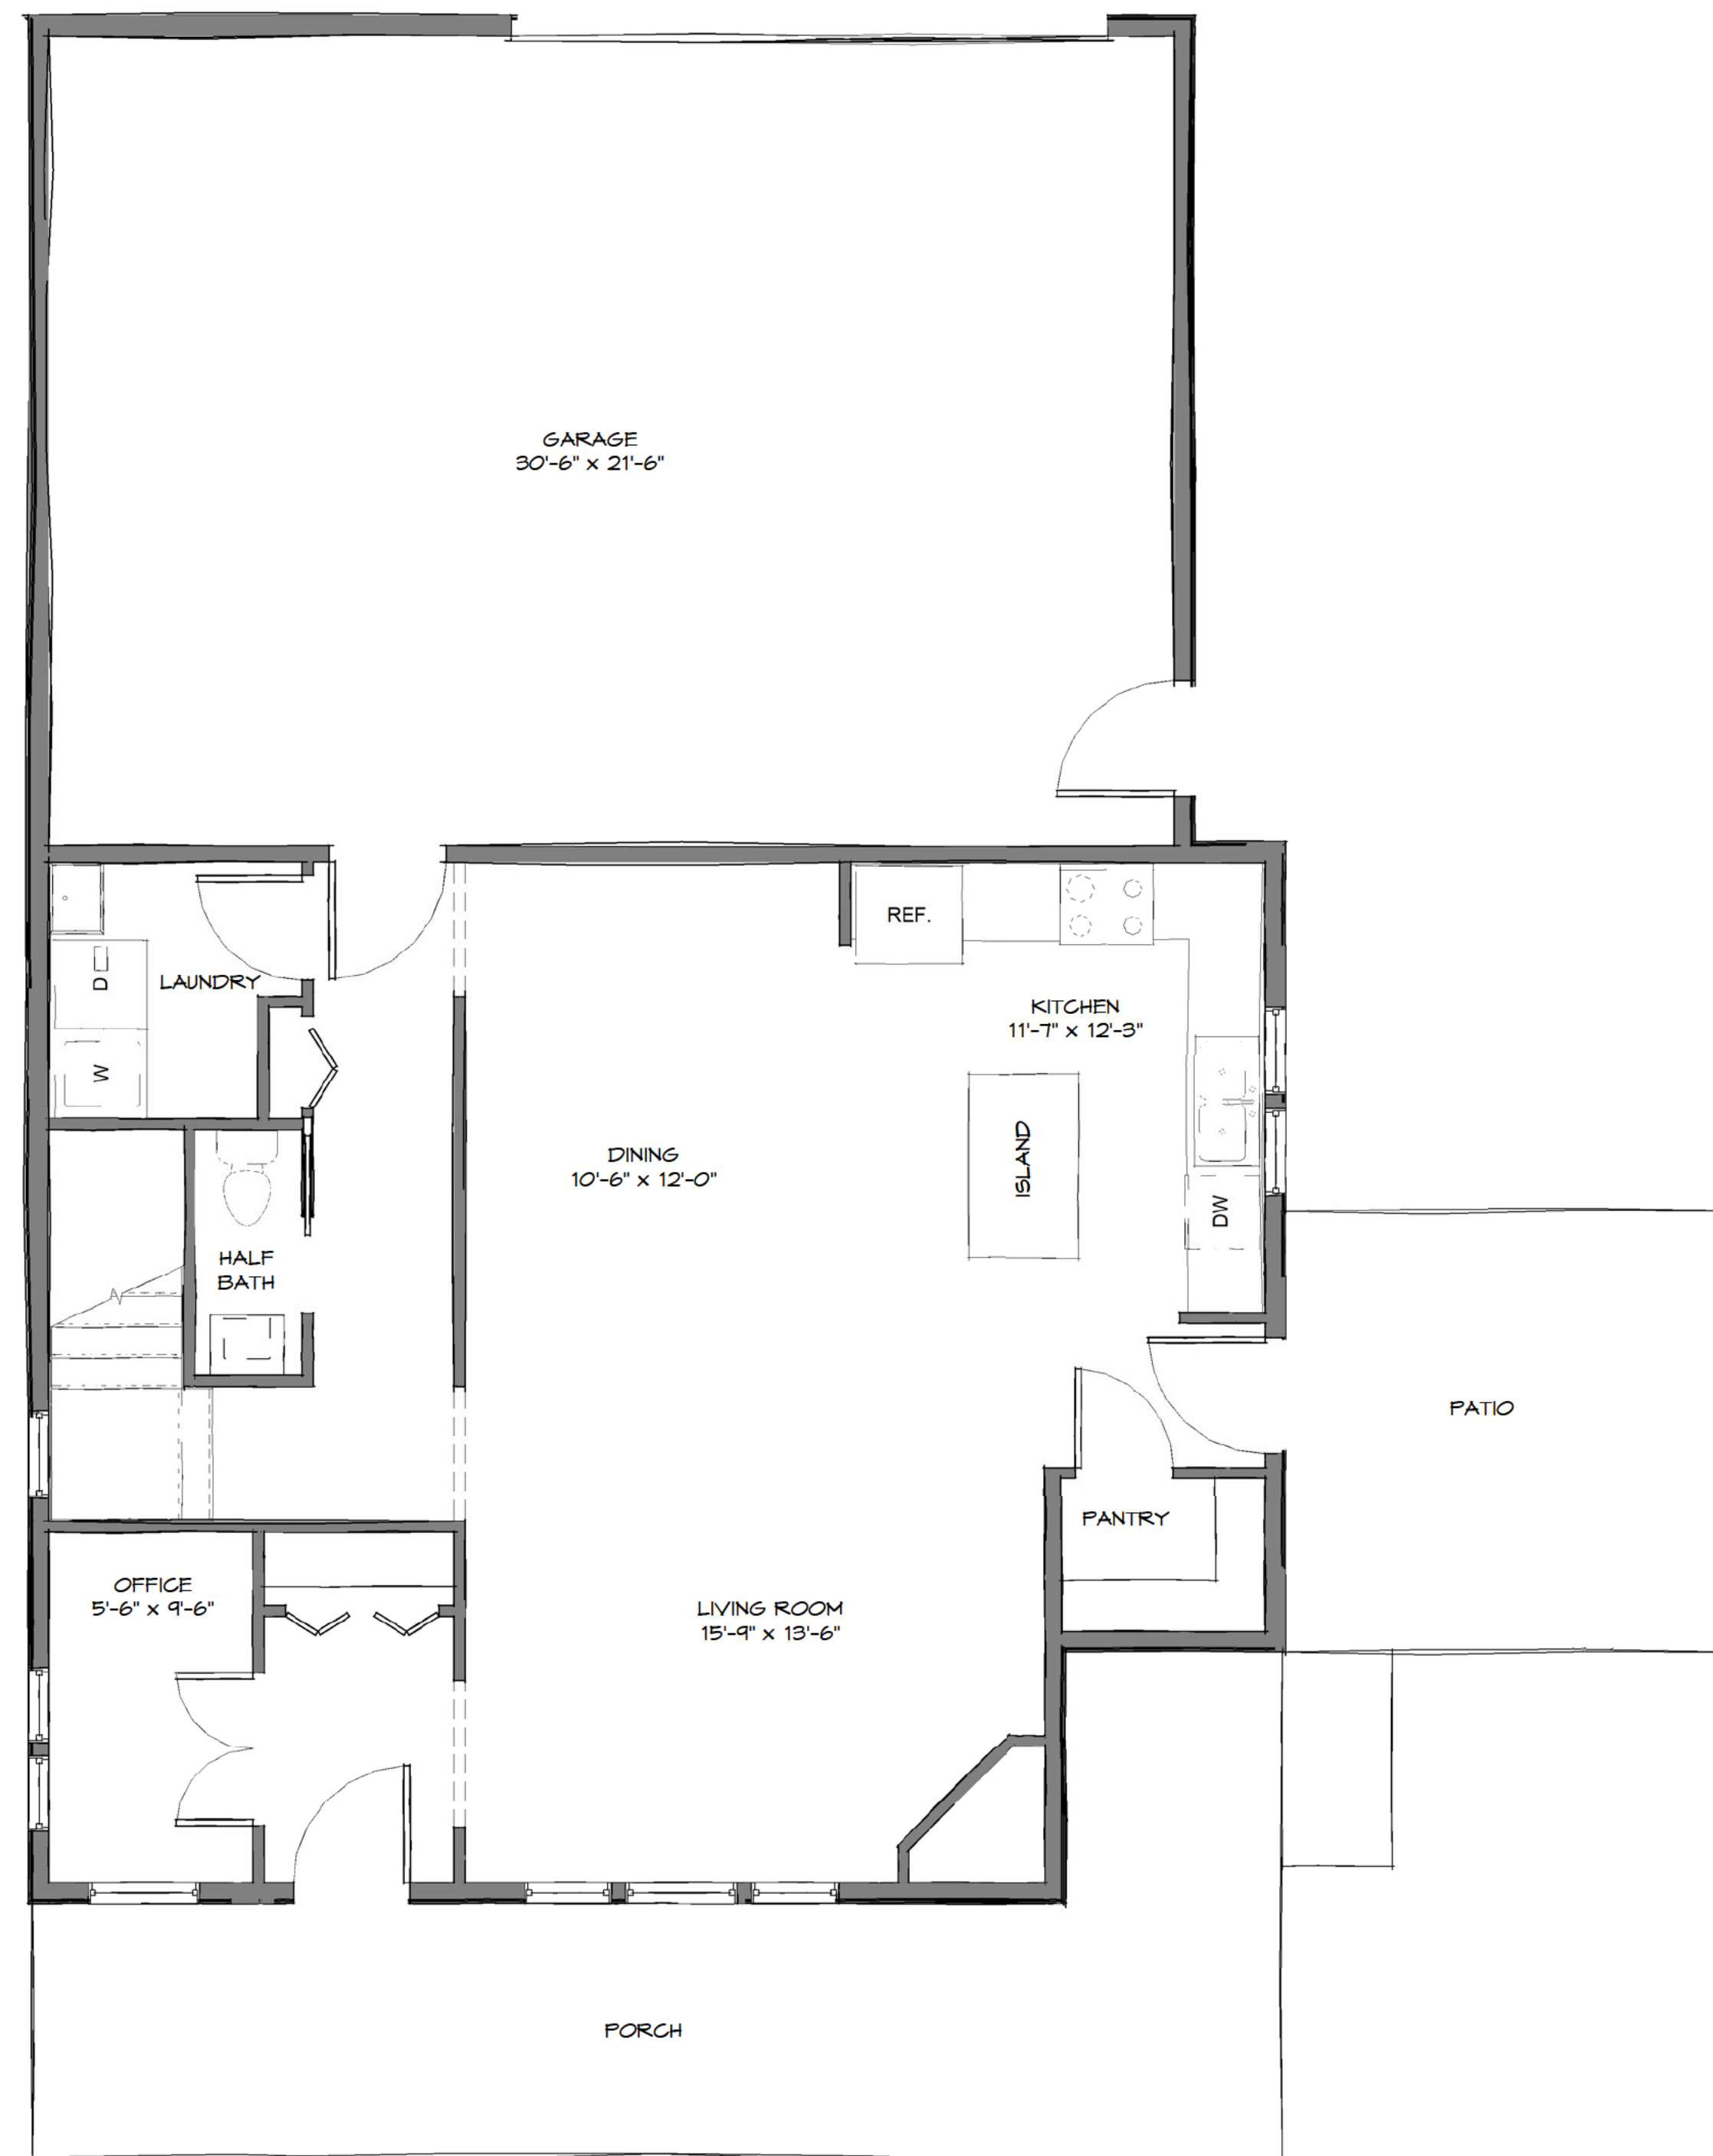 GARAGE
30'-6" x 21'-6"
REF.
D
LAUNDRY
W
KITCHEN
11'-7" x 12'-3"
ISLAND
DINING
10'-6" x 12'-0"
DW
HALF
BATH
PATIO
PANTRY
OFFICE
5'-6" x 9'-6"
LIVING ROOM
15'-9" x 13'-6"
PORCH